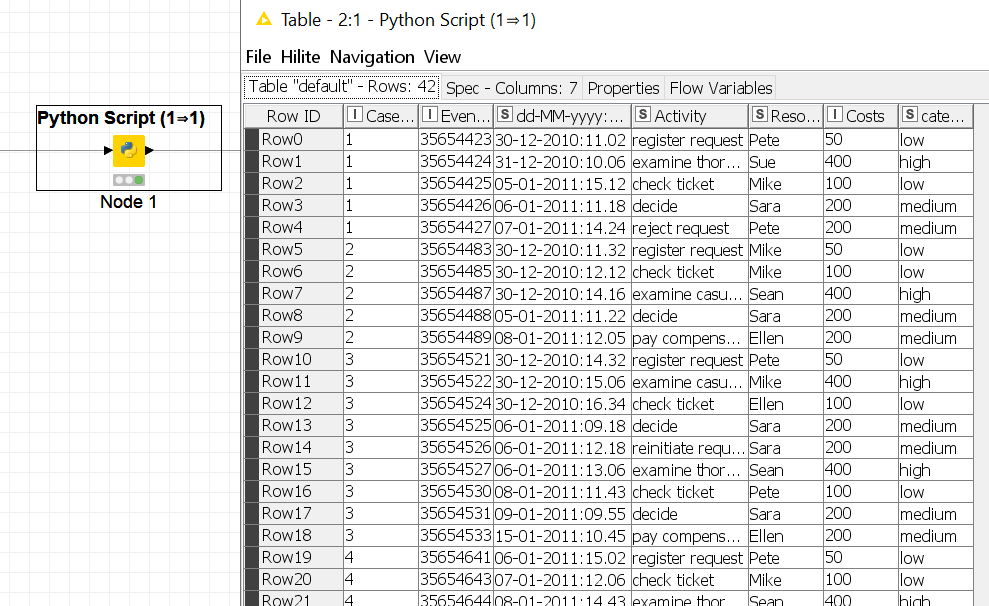 Table - 2:1 - Python Script (1⇒1)
File Hilite Navigation View
Table "default" - Rows: 42 Spec - Columns: 7 Properties Flow Variables
Python Script (1⇒1)
Node 1
Row ID I Case... I Even... S dd-MM-yyyy:... S Activity S Reso... I Costs S cate...
Row0 1 35654423 30-12-2010:11.02 register request Pete 50 low
Row1 1 35654424 31-12-2010:10.06 examine thor... Sue 400 high
Row2 1 35654425 05-01-2011:15.12 check ticket Mike 100 low
Row3 1 35654426 06-01-2011:11.18 decide Sara 200 medium
Row4 1 35654427 07-01-2011:14.24 reject request Pete 200 medium
Row5 2 35654483 30-12-2010:11.32 register request Mike 50 low
Row6 2 35654485 30-12-2010:12.12 check ticket Mike 100 low
Row7 2 35654487 30-12-2010:14.16 examine casu... Sean 400 high
Row8 2 35654488 05-01-2011:11.22 decide Sara 200 medium
Row9 2 35654489 08-01-2011:12.05 pay compens... Ellen 200 medium
Row10 3 35654521 30-12-2010:14.32 register request Pete 50 low
Row11 3 35654522 30-12-2010:15.06 examine casu... Mike 400 high
Row12 3 35654524 30-12-2010:16.34 check ticket Ellen 100 low
Row13 3 35654525 06-01-2011:09.18 decide Sara 200 medium
Row14 3 35654526 06-01-2011:12.18 reinitiate requ... Sara 200 medium
Row15 3 35654527 06-01-2011:13.06 examine thor... Sean 400 high
Row16 3 35654530 08-01-2011:11.43 check ticket Pete 100 low
Row17 3 35654531 09-01-2011:09.55 decide Sara 200 medium
Row18 3 35654533 15-01-2011:10.45 pay compens... Ellen 200 medium
Row19 4 35654641 06-01-2011:15.02 register request Pete 50 low
Row20 4 35654643 07-01-2011:12.06 check ticket Mike 100 low
Row21 4 35654644 08-01-2011:14.43 examine thor... Sean 400 high